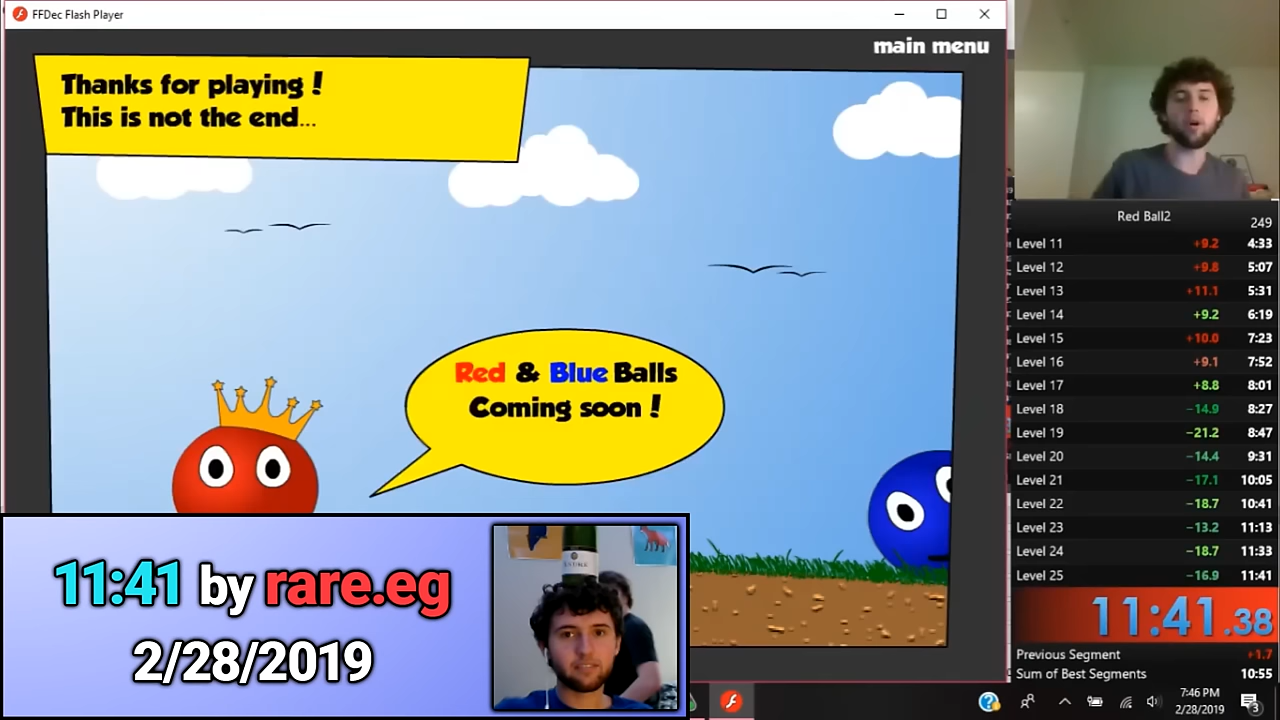 FFDec Flash Player
main menu
Thanks for playing!
This is not the end...
Red & Blue Balls
Coming soon!
11:41 by rare.eg
2/28/2019
Red Ball2
249
Level 11 +9.2 4:33
Level 12 +9.8 5:07
Level 13 +11.1 5:31
Level 14 +9.2 6:19
Level 15 +10.0 7:23
Level 16 +9.1 7:52
Level 17 +8.8 8:01
Level 18 −14.9 8:27
Level 19 −21.2 8:47
Level 20 −14.4 9:31
Level 21 −17.1 10:05
Level 22 −18.7 10:41
Level 23 −13.2 11:13
Level 24 −18.7 11:33
Level 25 −16.9 11:41
11:41.38
Previous Segment +1.7
Sum of Best Segments 10:55
7:46 PM
2/28/2019
3